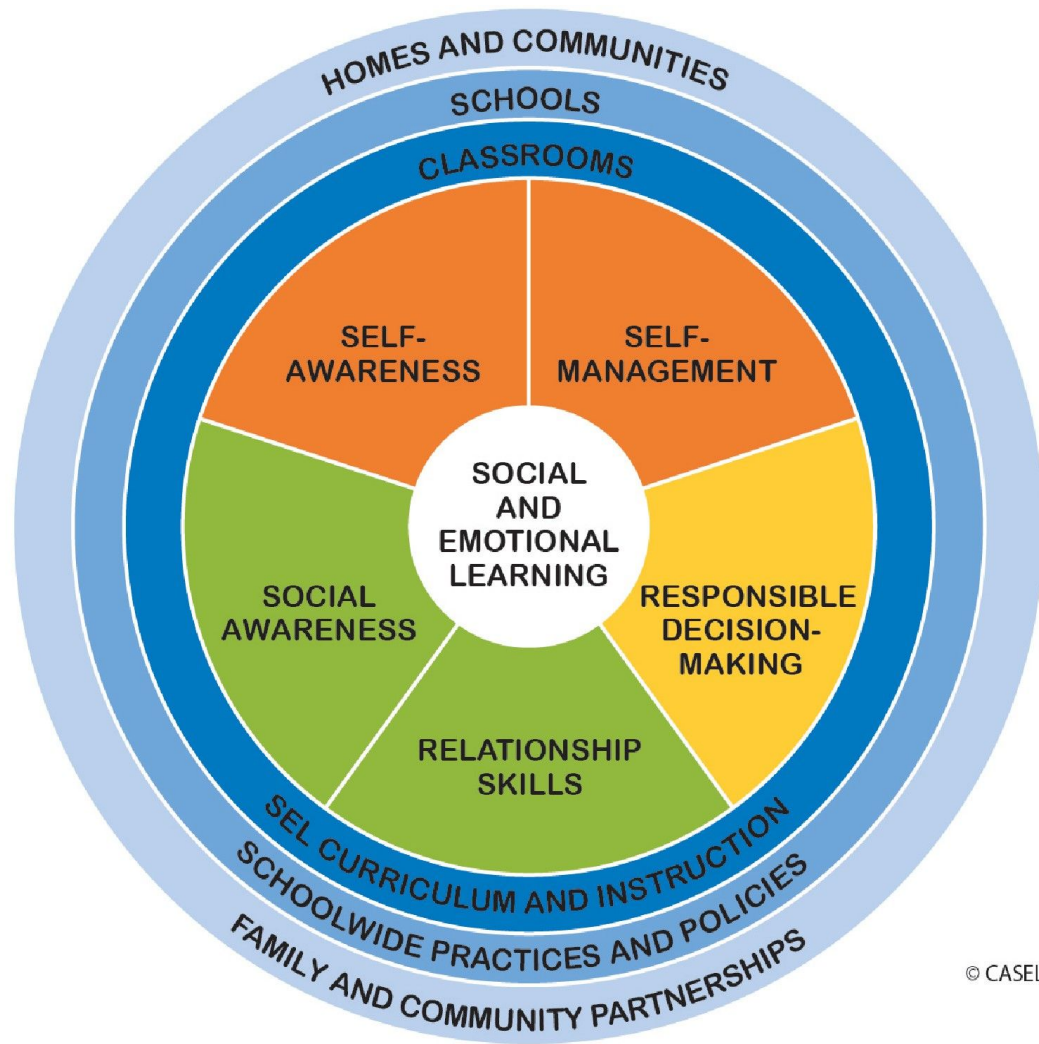 HOMES AND COMMUNITIES
SCHOOLS
CLASSROOMS
SELF-
AWARENESS
SELF-
MANAGEMENT
SOCIAL
AND
EMOTIONAL
LEARNING
SOCIAL
AWARENESS
RESPONSIBLE
DECISION-
MAKING
RELATIONSHIP
SKILLS
SEL CURRICULUM AND INSTRUCTION
SCHOOLWIDE PRACTICES AND POLICIES
FAMILY AND COMMUNITY PARTNERSHIPS
© CASEL